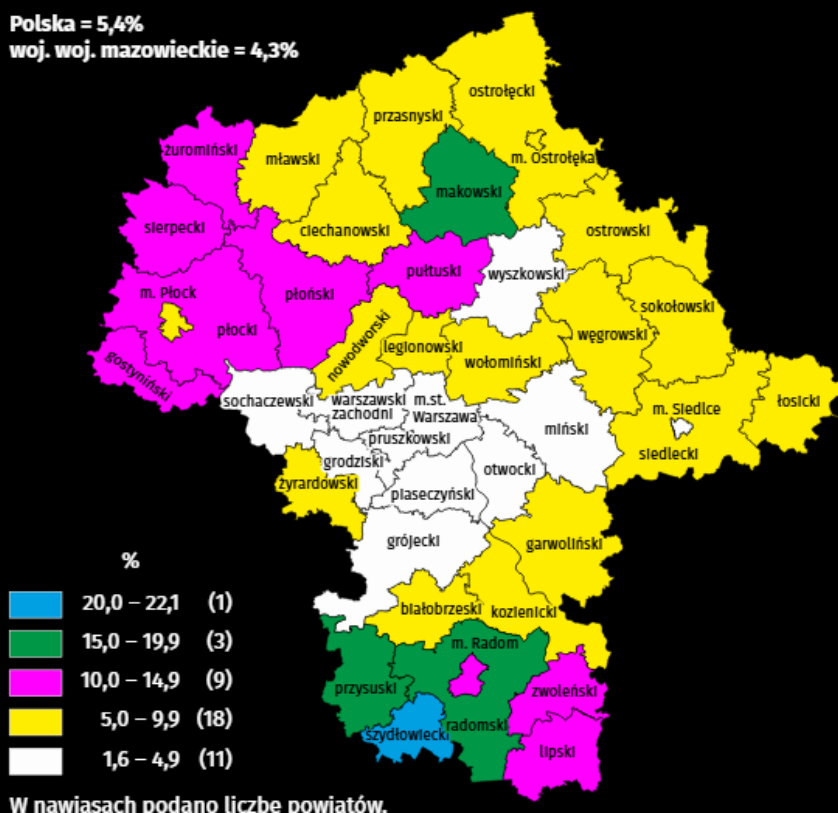 Polska = 5,4%
woj. woj. mazowieckie = 4,3%
ostrołęcki
przasnyski
żuromiński
mławski
m. Ostrołęka
makowski
sierpecki
ciechanowski
ostrowski
pułtuski
wyszkowski
m. Płock
płoński
sokołowski
płocki
nowodworski
legionowski
węgrowski
wołomiński
gostyniński
sochaczewski
warszawski
zachodni
m.st.
Warszawa
m. Siedlce
łosicki
miński
pruszkowski
grodziski
otwocki
siedlecki
żyrardowski
piaseczyński
grójecki
garwoliński
%
20,0 – 22,1 (1)
białobrzeski
kozienicki
15,0 – 19,9 (3)
m. Radom
10,0 – 14,9 (9)
przysuski
zwoleński
5,0 – 9,9 (18)
radomski
szydłowiecki
lipski
1,6 – 4,9 (11)
W nawiasach podano liczbę powiatów.